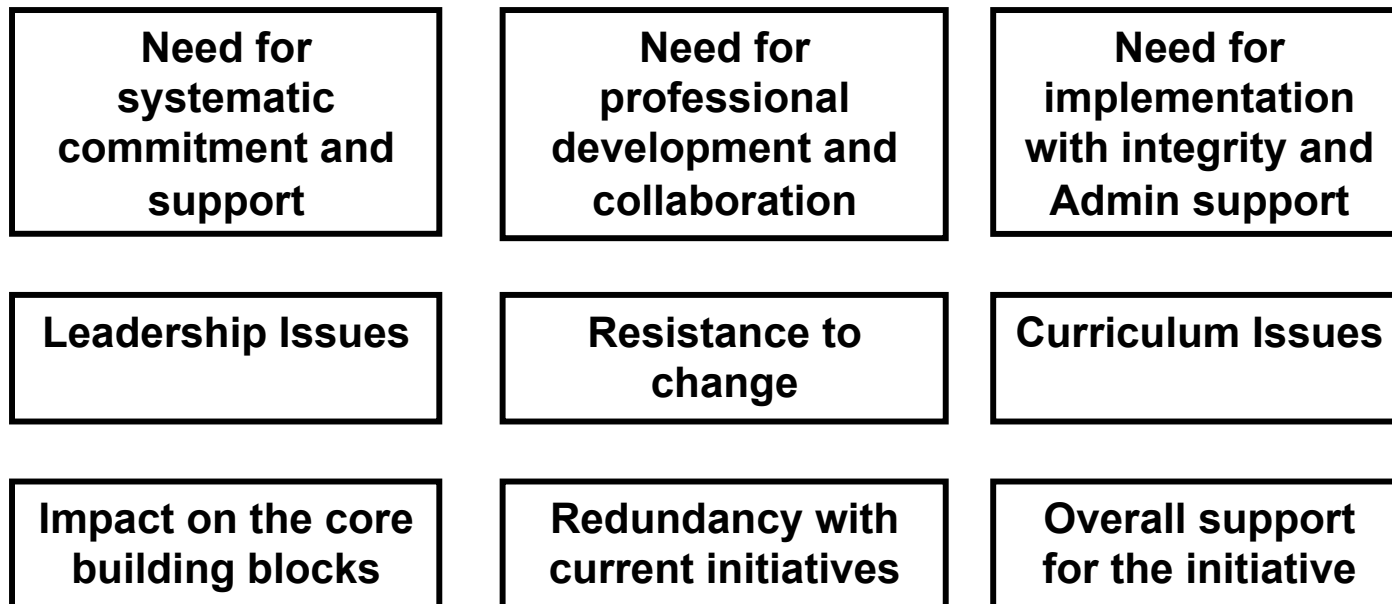 Need for
systematic
commitment and
support
Need for
professional
development and
collaboration
Need for
implementation
with integrity and
Admin support
Leadership Issues
Resistance to
change
Curriculum Issues
Impact on the core
building blocks
Redundancy with
current initiatives
Overall support
for the initiative